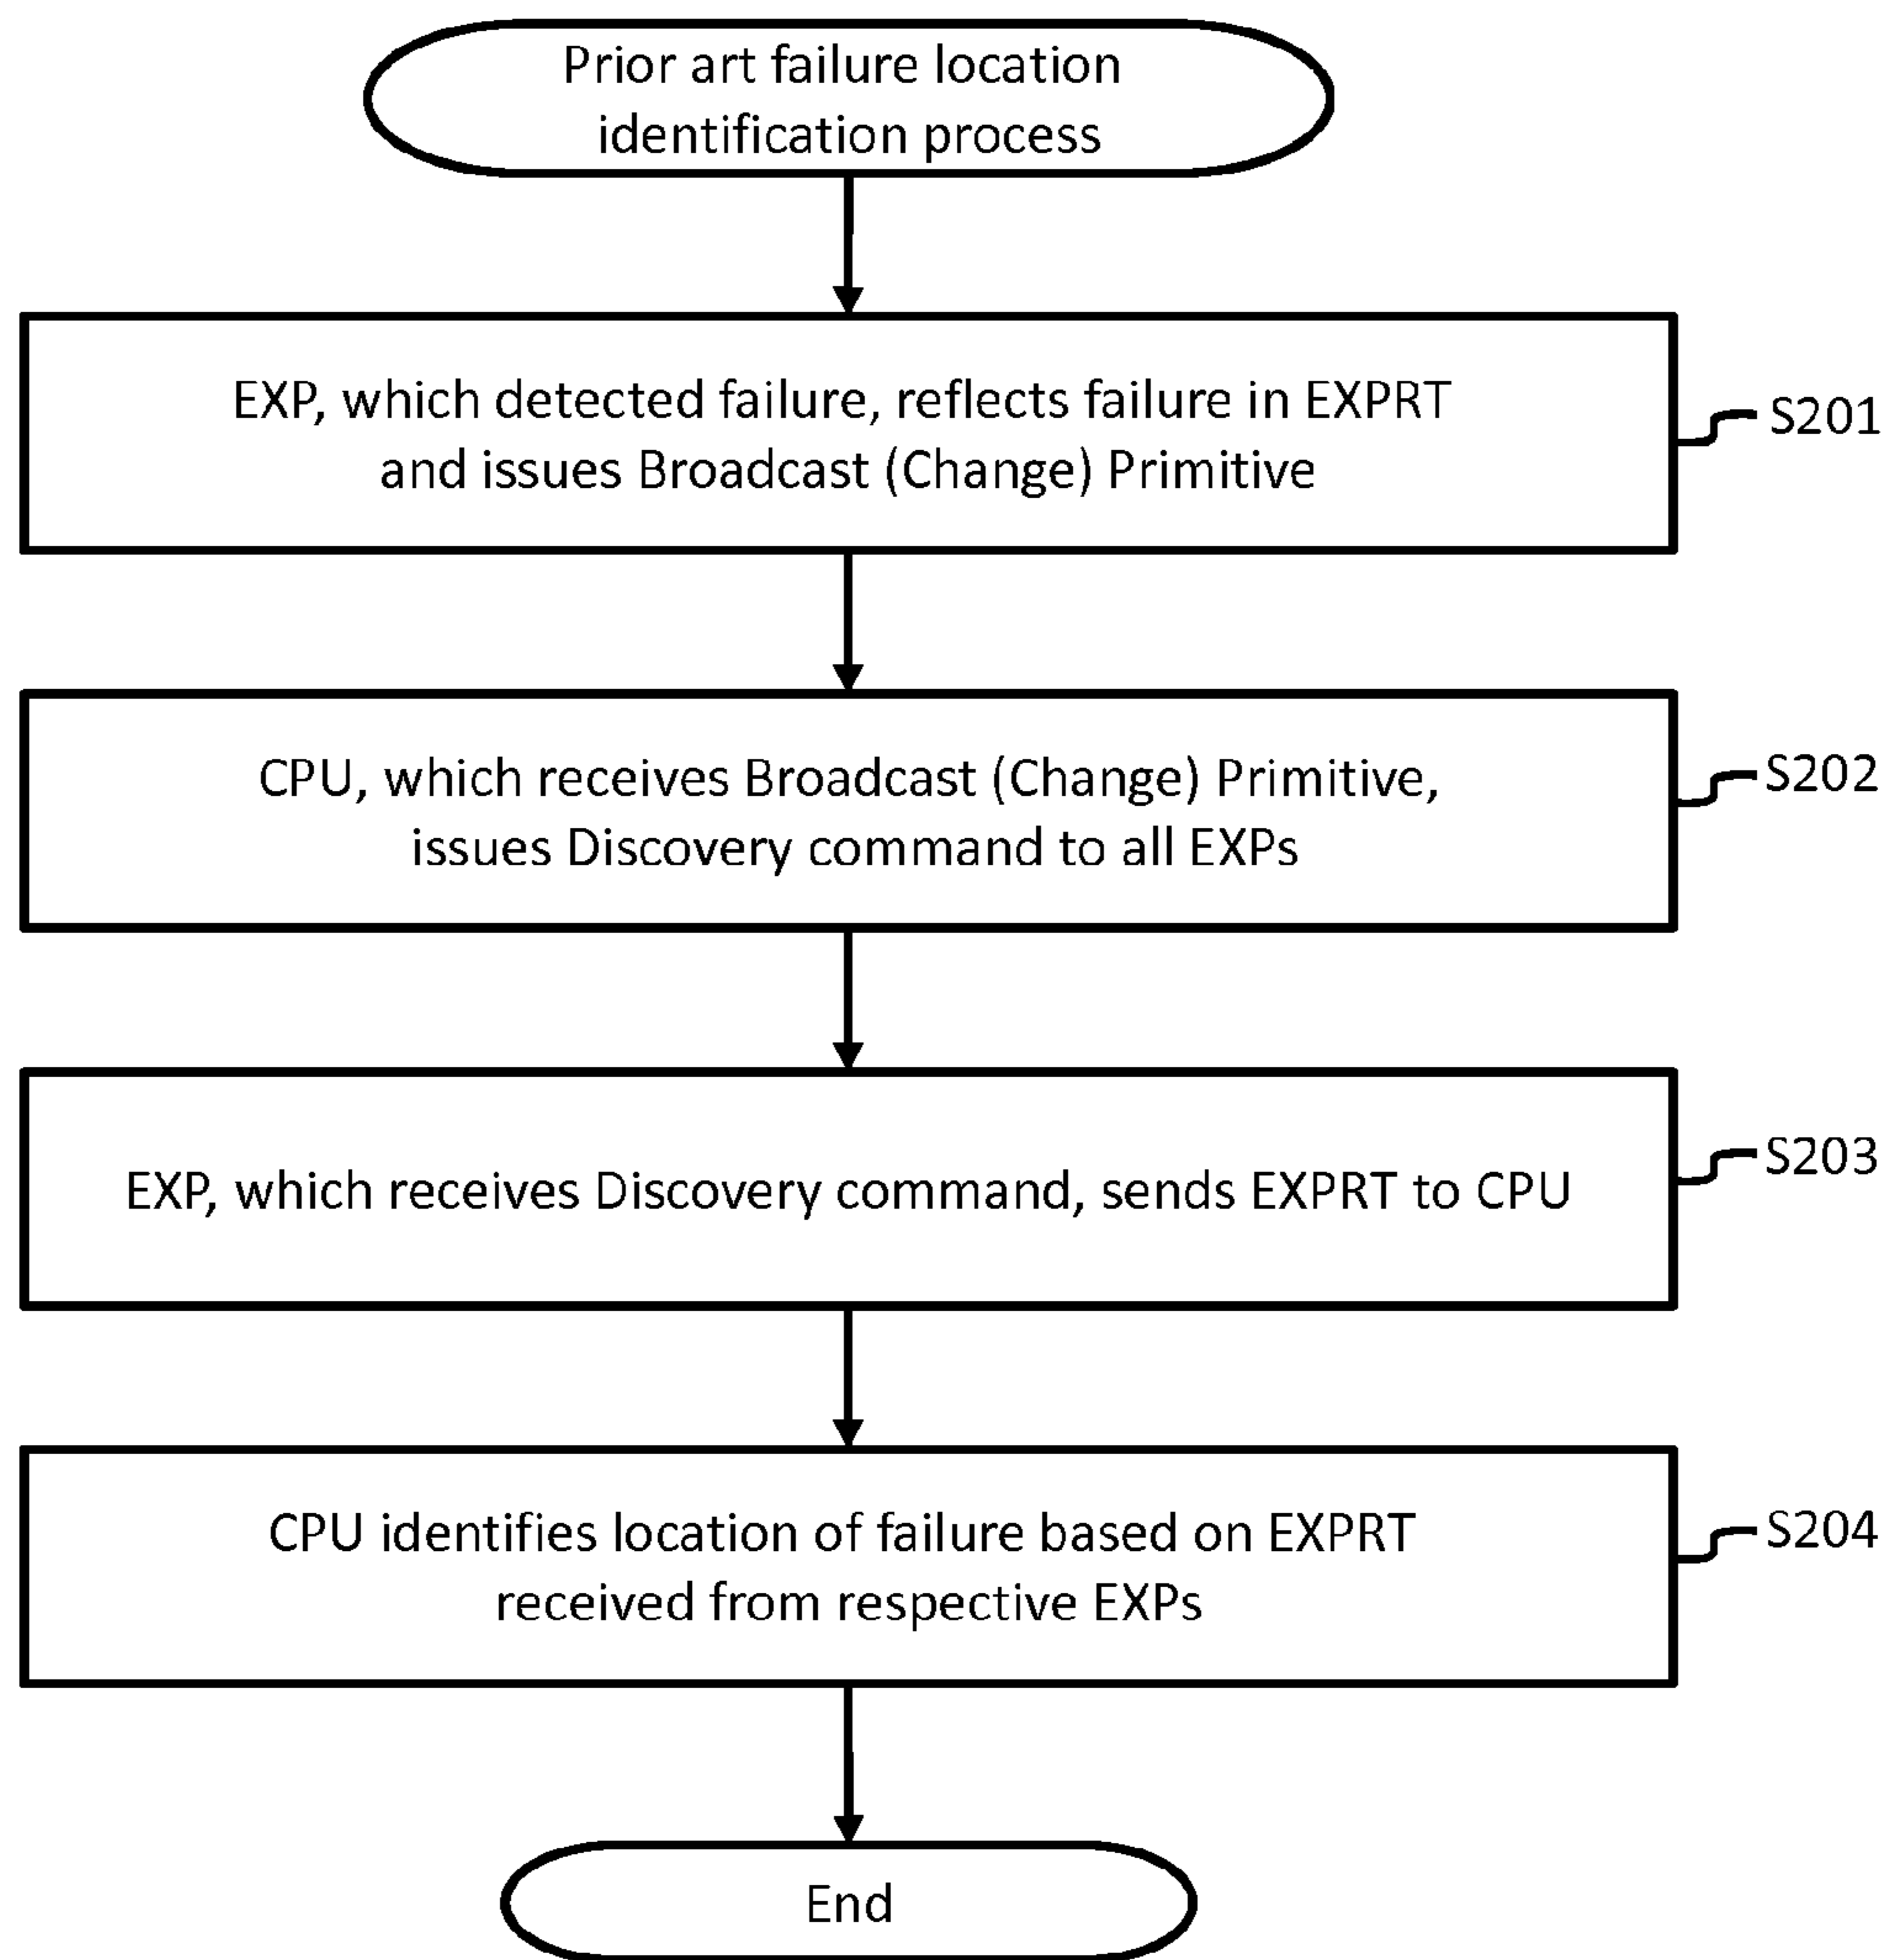 Prior art failure location
identification process
EXP, which detected failure, reflects failure in EXPRT
and issues Broadcast (Change) Primitive
S201
CPU, which receives Broadcast (Change) Primitive,
issues Discovery command to all EXPs
S202
EXP, which receives Discovery command, sends EXPRT to CPU
S203
CPU identifies location of failure based on EXPRT
received from respective EXPs
S204
End